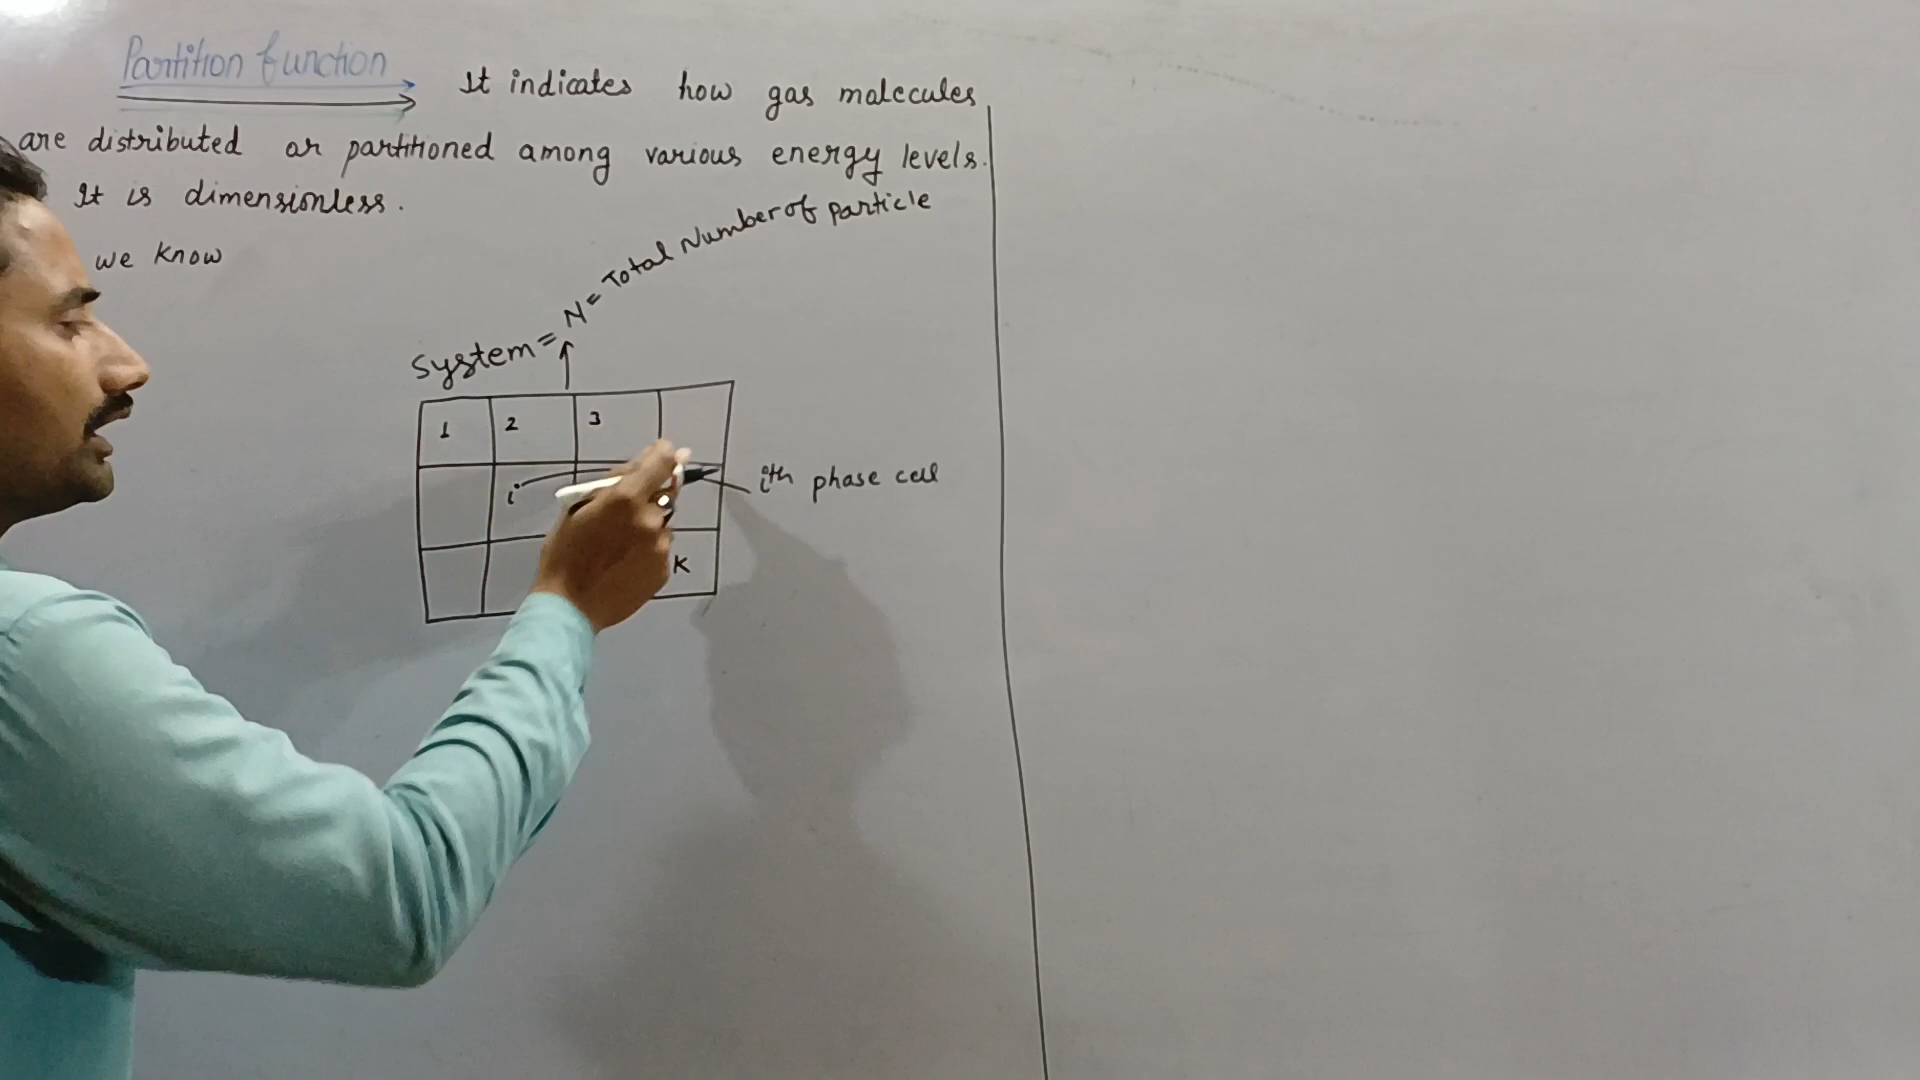 Partition function It indicates how gas molecules
are distributed or partitioned among various energy levels.
It is dimensionless.
we know
System = N = Total Number of particle
1 2 3
i ith phase cell
K